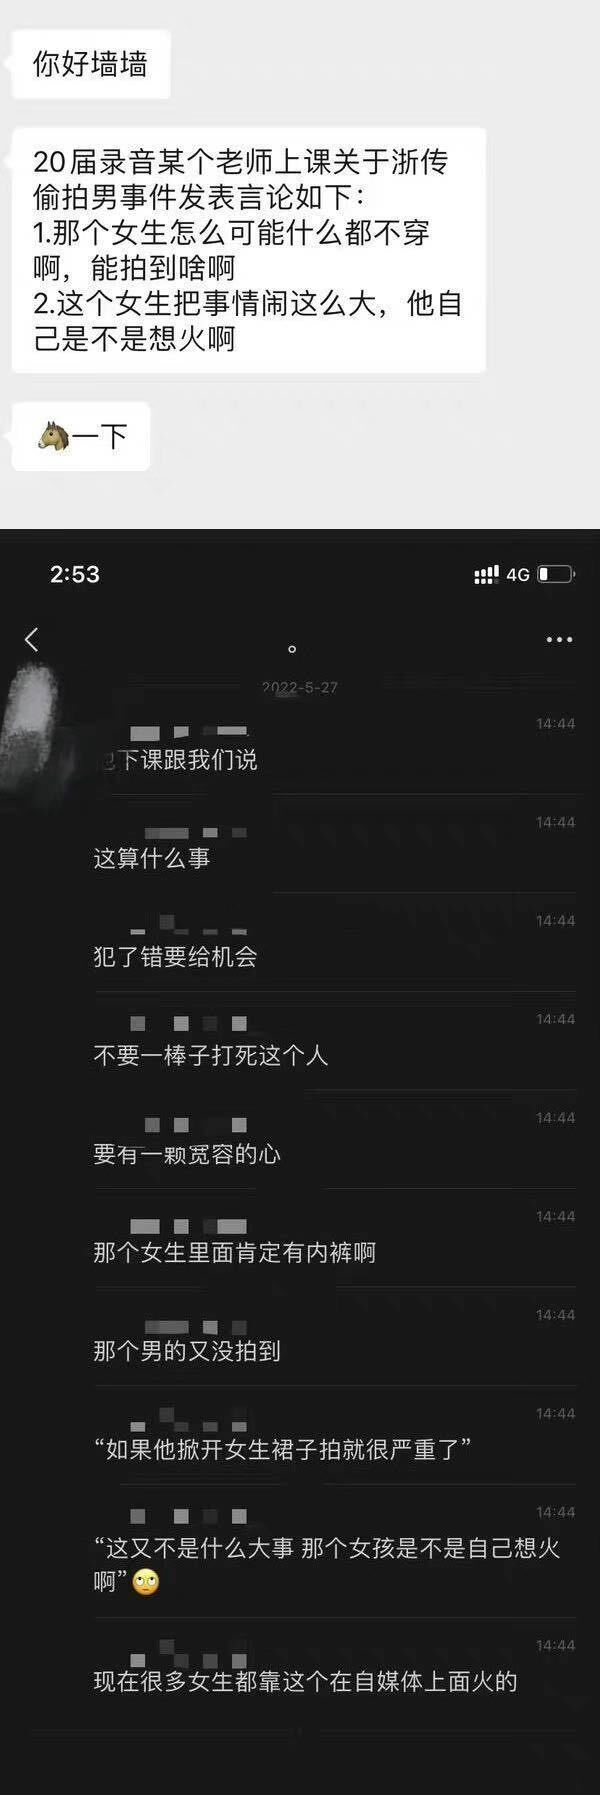 你好墙墙
20届录音某个老师上课关于浙传
偷拍男事件发表言论如下：
1.那个女生怎么可能什么都不穿
啊，能拍到啥啊
2.这个女生把事情闹这么大，他自
己是不是想火啊
🐴一下
2:53
4G
。
2022-5-27
14:44
下课跟我们说
14:44
这算什么事
14:44
犯了错要给机会
14:44
不要一棒子打死这个人
14:44
要有一颗宽容的心
14:44
那个女生里面肯定有内裤啊
14:44
那个男的又没拍到
14:44
“如果他掀开女生裙子拍就很严重了”
14:44
“这又不是什么大事 那个女孩是不是自己想火
啊”🙄
14:44
现在很多女生都靠这个在自媒体上面火的